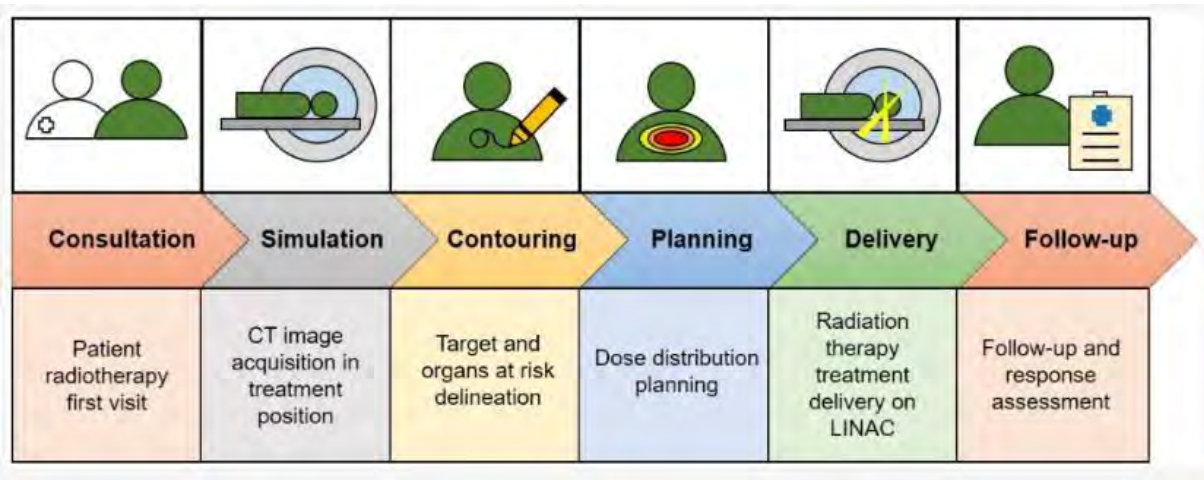 Consultation
Simulation
Contouring
Planning
Delivery
Follow-up
Patient
radiotherapy
first visit
CT image
acquisition in
treatment
position
Target and
organs at risk
delineation
Dose distribution
planning
Radiation
therapy
treatment
delivery on
LINAC
Follow-up and
response
assessment